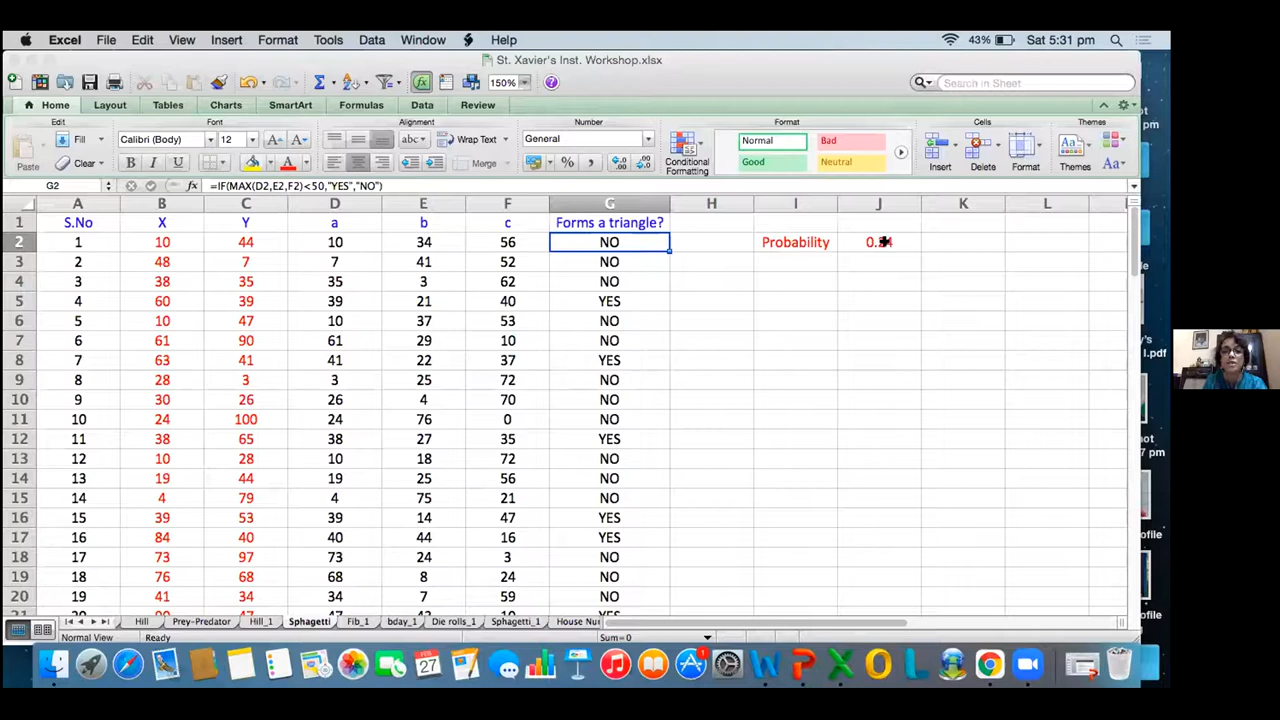 Excel File Edit View Insert Format Tools Data Window Help 43% Sat 5:31 pm
St. Xavier's Inst. Workshop.xlsx
150% Search in Sheet
Home Layout Tables Charts SmartArt Formulas Data Review
Edit Font Alignment Number Format Cells Themes
Fill Calibri (Body) 12 abc Wrap Text General Normal Bad
Paste Clear B I U A Merge % Conditional Formatting Good Neutral Insert Delete Format Themes Aa
G2 fx =IF(MAX(D2,E2,F2)<50,"YES","NO")
A B C D E F G H I J K L
1 S.No X Y a b c Forms a triangle?
2 1 10 44 10 34 56 NO Probability
3 2 48 7 7 41 52 NO
4 3 38 35 35 3 62 NO
5 4 60 39 39 21 40 YES
6 5 10 47 10 37 53 NO
7 6 61 90 61 29 10 NO
8 7 63 41 41 22 37 YES
9 8 28 3 3 25 72 NO
10 9 30 26 26 4 70 NO
11 10 24 100 24 76 0 NO
12 11 38 65 38 27 35 YES
13 12 10 28 10 18 72 NO
14 13 19 44 19 25 56 NO
15 14 4 79 4 75 21 NO
16 15 39 53 39 14 47 YES
17 16 84 40 40 44 16 YES
18 17 73 97 73 24 3 NO
19 18 76 68 68 8 24 NO
20 19 41 34 34 7 59 NO
Hill Prey-Predator Hill_1 Sphagetti Fib_1 bday_1 Die rolls_1 Sphagetti_1 House Nu
Normal View Ready Sum=0
FEB
27